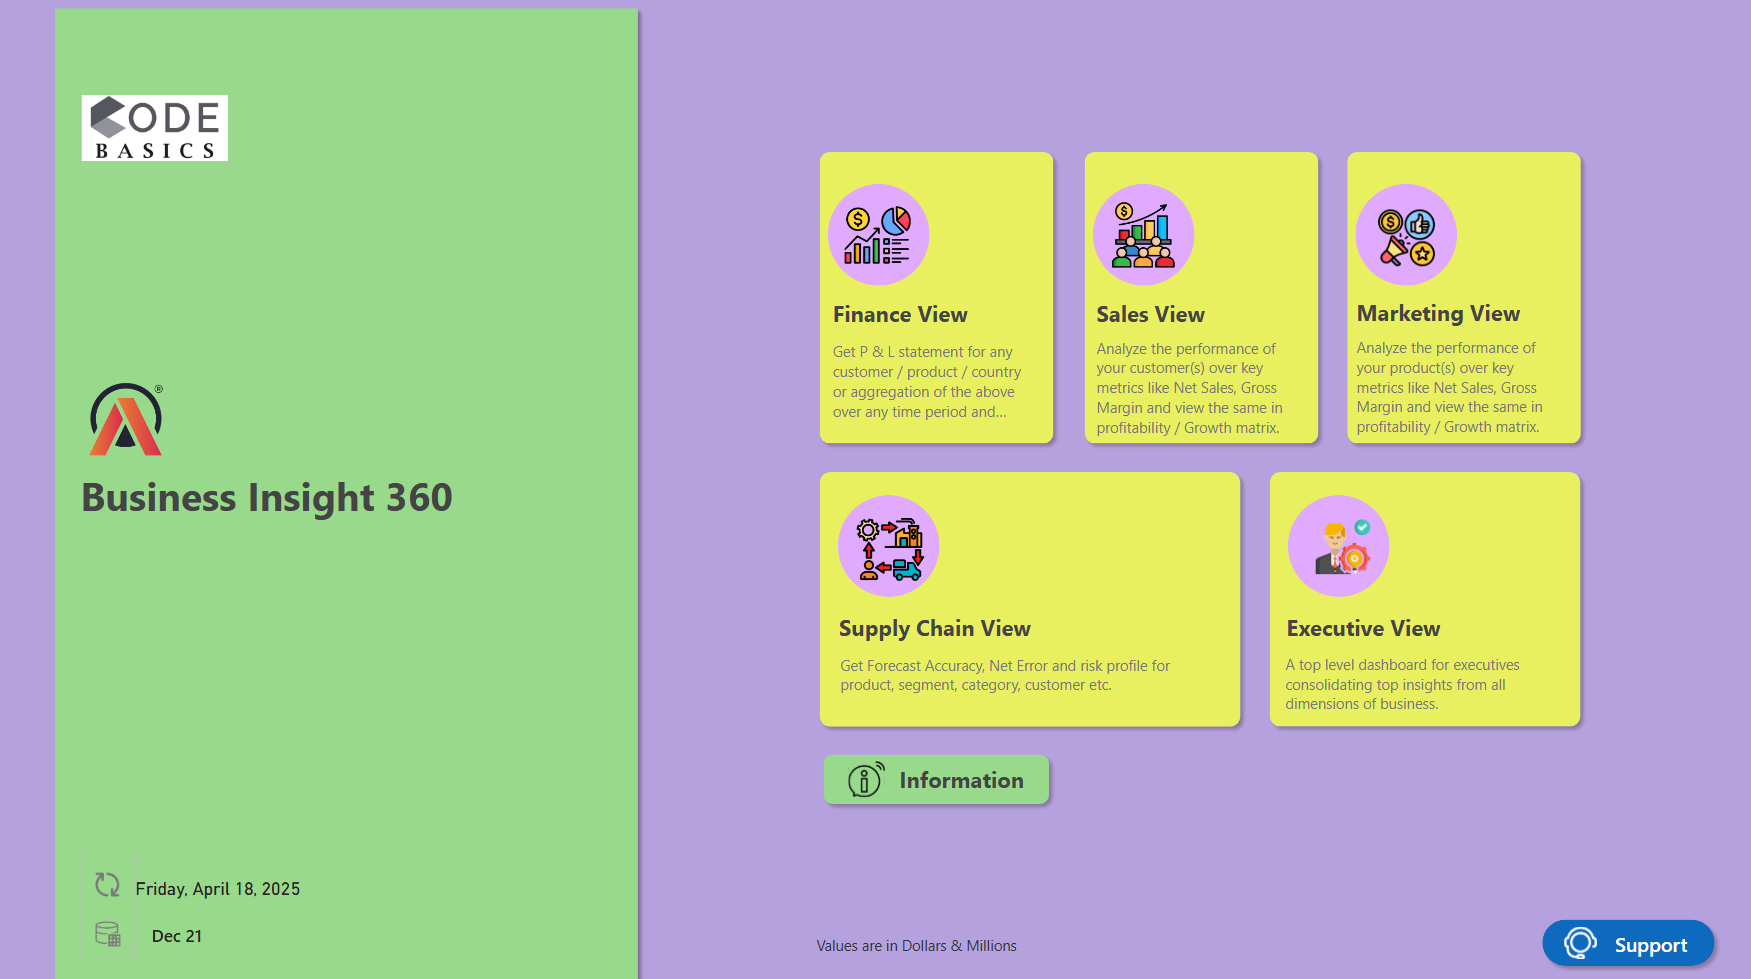 CODE
BASICS
®
Business Insight 360
Friday, April 18, 2025
Dec 21
Finance View
Get P & L statement for any
customer / product / country
or aggregation of the above
over any time period and...
Sales View
Analyze the performance of
your customer(s) over key
metrics like Net Sales, Gross
Margin and view the same in
profitability / Growth matrix.
Marketing View
Analyze the performance of
your product(s) over key
metrics like Net Sales, Gross
Margin and view the same in
profitability / Growth matrix.
Supply Chain View
Get Forecast Accuracy, Net Error and risk profile for
product, segment, category, customer etc.
Executive View
A top level dashboard for executives
consolidating top insights from all
dimensions of business.
Information
Values are in Dollars & Millions
Support